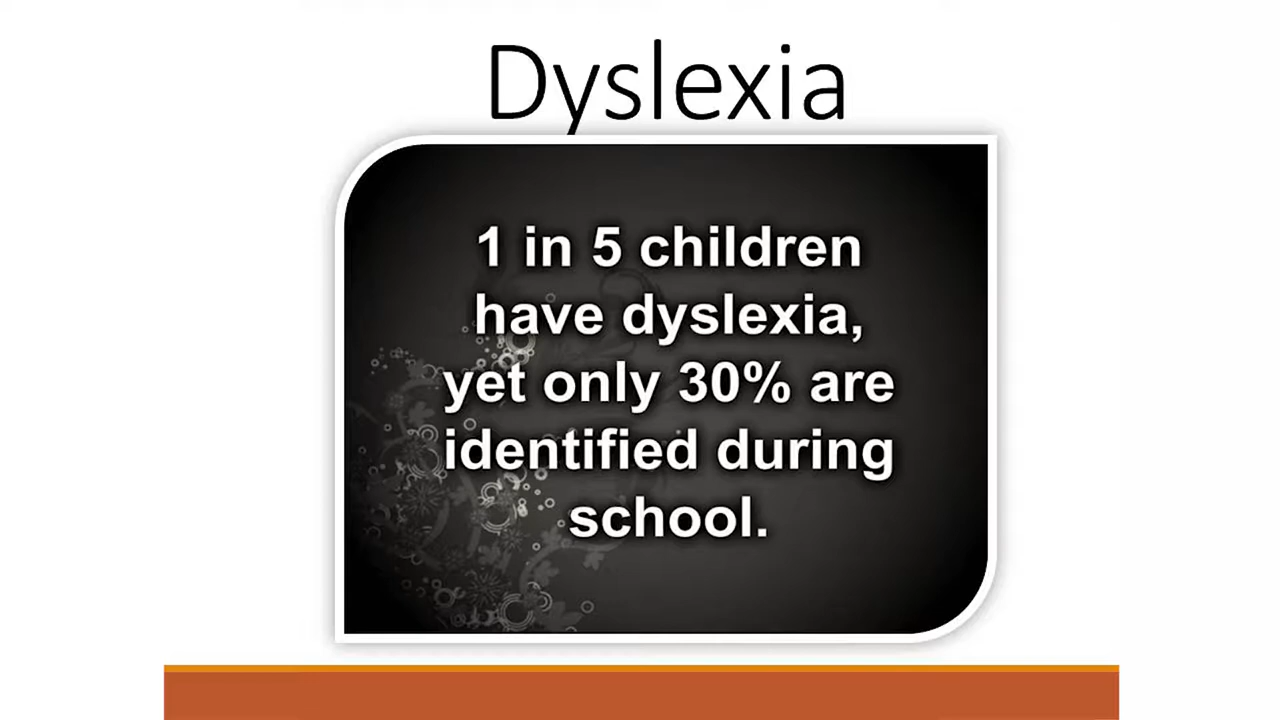 Dyslexia
1 in 5 children
have dyslexia,
yet only 30% are
identified during
school.